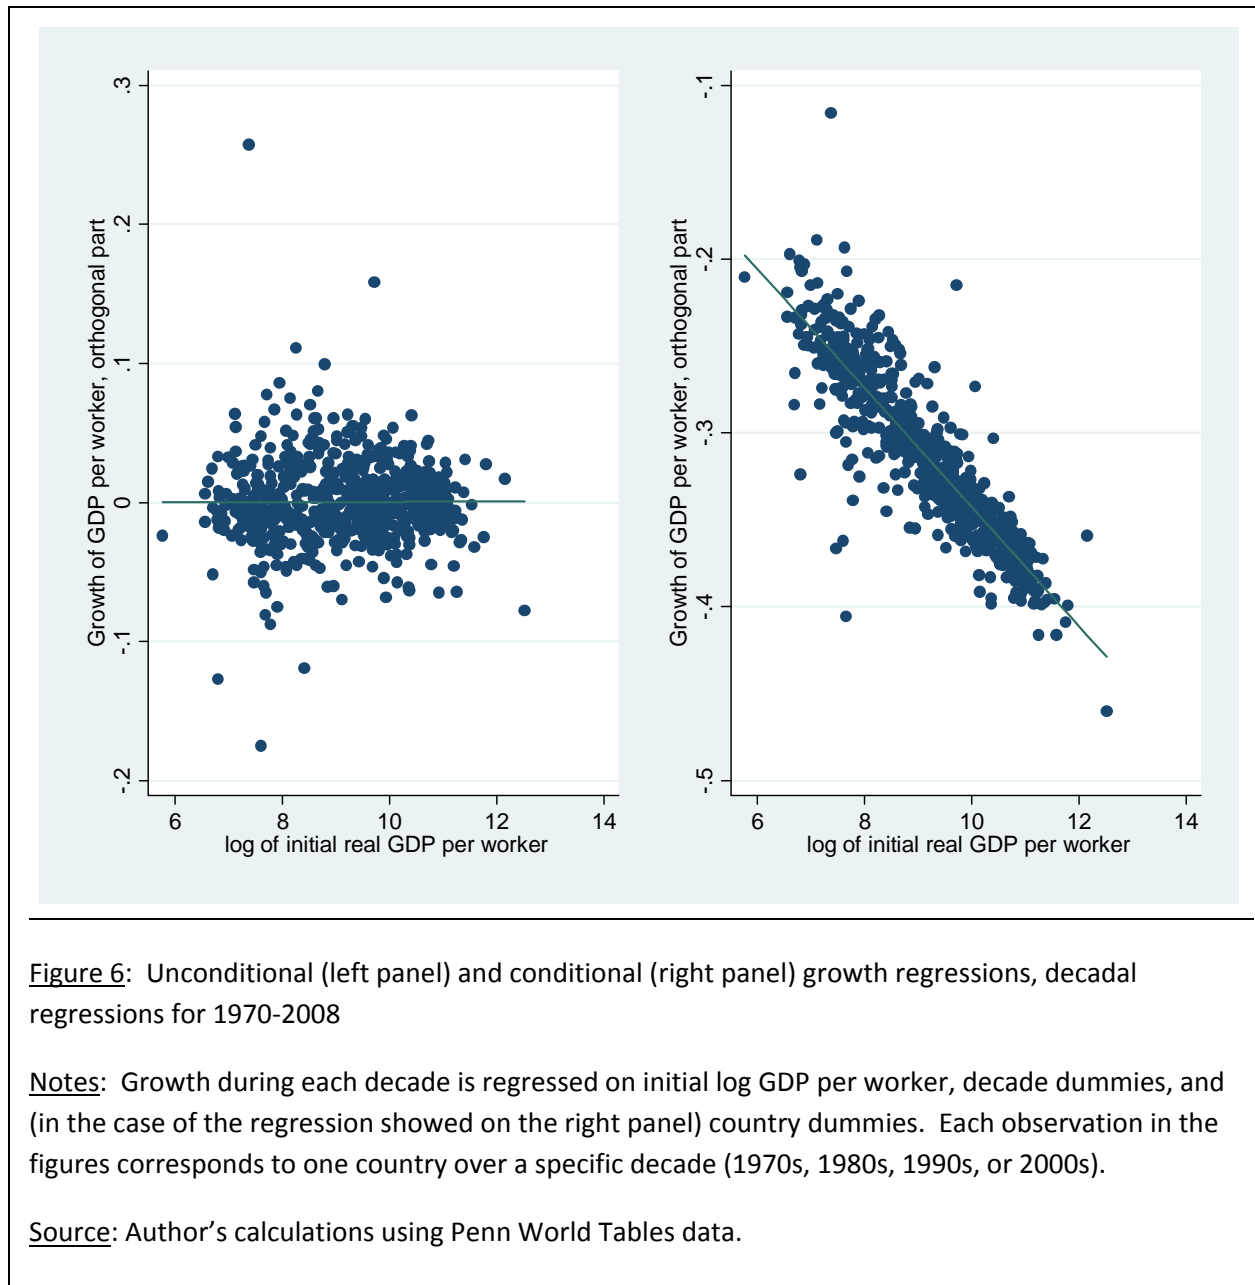 .3
.2
.1
0
-.1
-.2
Growth of GDP per worker, orthogonal part
6 8 10 12 14
log of initial real GDP per worker
-.1
-.2
-.3
-.4
-.5
Growth of GDP per worker, orthogonal part
6 8 10 12 14
log of initial real GDP per worker
Figure 6: Unconditional (left panel) and conditional (right panel) growth regressions, decadal
regressions for 1970-2008
Notes: Growth during each decade is regressed on initial log GDP per worker, decade dummies, and
(in the case of the regression showed on the right panel) country dummies. Each observation in the
figures corresponds to one country over a specific decade (1970s, 1980s, 1990s, or 2000s).
Source: Author’s calculations using Penn World Tables data.